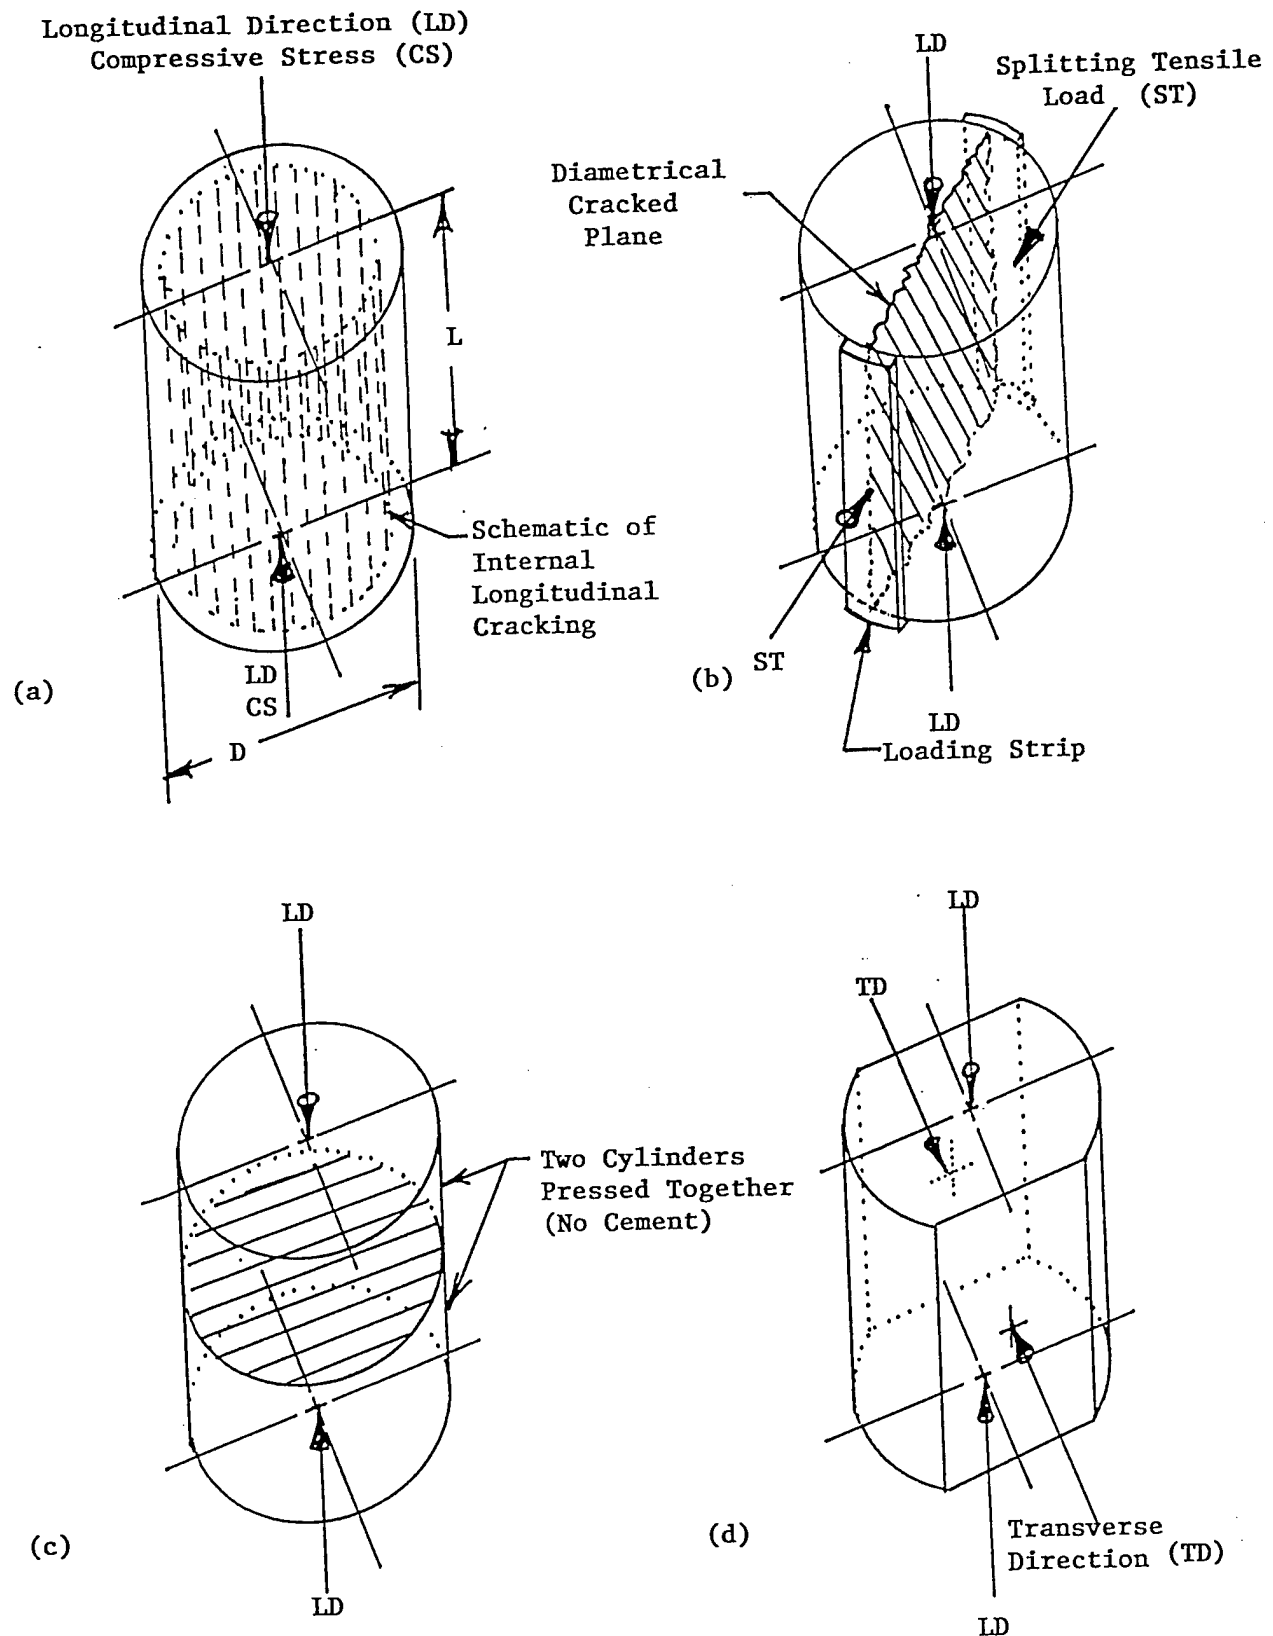 Longitudinal Direction (LD)
Compressive Stress (CS)
L
Schematic of
Internal
Longitudinal
Cracking
LD
CS
D
(a)
LD
Splitting Tensile
Load (ST)
Diametrical
Cracked
Plane
ST
(b)
LD
Loading Strip
LD
Two Cylinders
Pressed Together
(No Cement)
(c)
LD
LD
TD
(d)
Transverse
Direction (TD)
LD